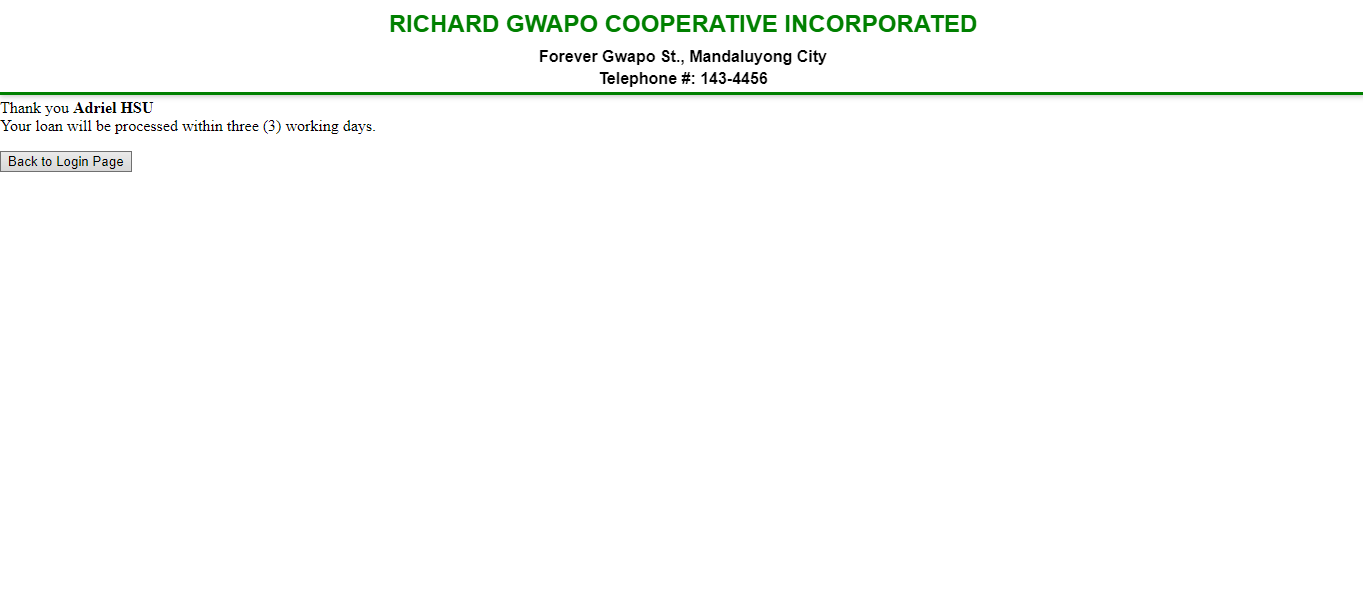 RICHARD GWAPO COOPERATIVE INCORPORATED
Forever Gwapo St., Mandaluyong City
Telephone #: 143-4456
Thank you Adriel HSU
Your loan will be processed within three (3) working days.
Back to Login Page